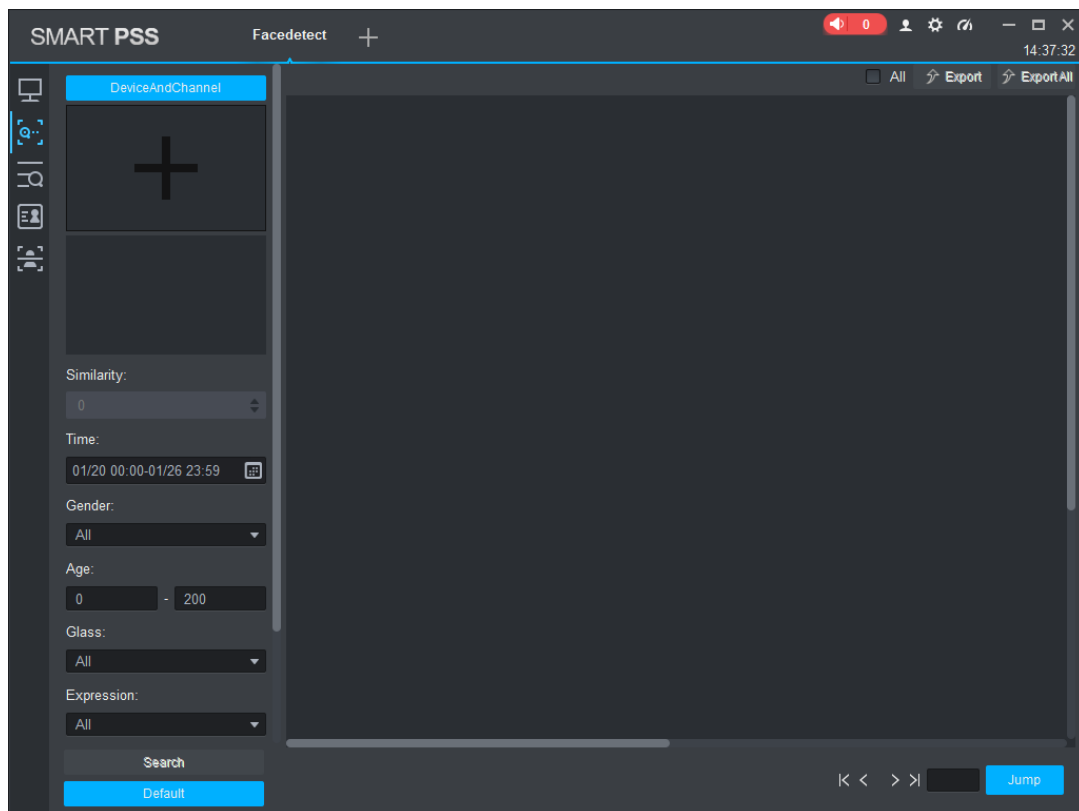 SMART PSS
Facedetect
0
14:37:32
DeviceAndChannel
All
Export
Export All
Similarity:
0
Time:
01/20 00:00-01/26 23:59
Gender:
All
Age:
0 - 200
Glass:
All
Expression:
All
Search
Default
Jump